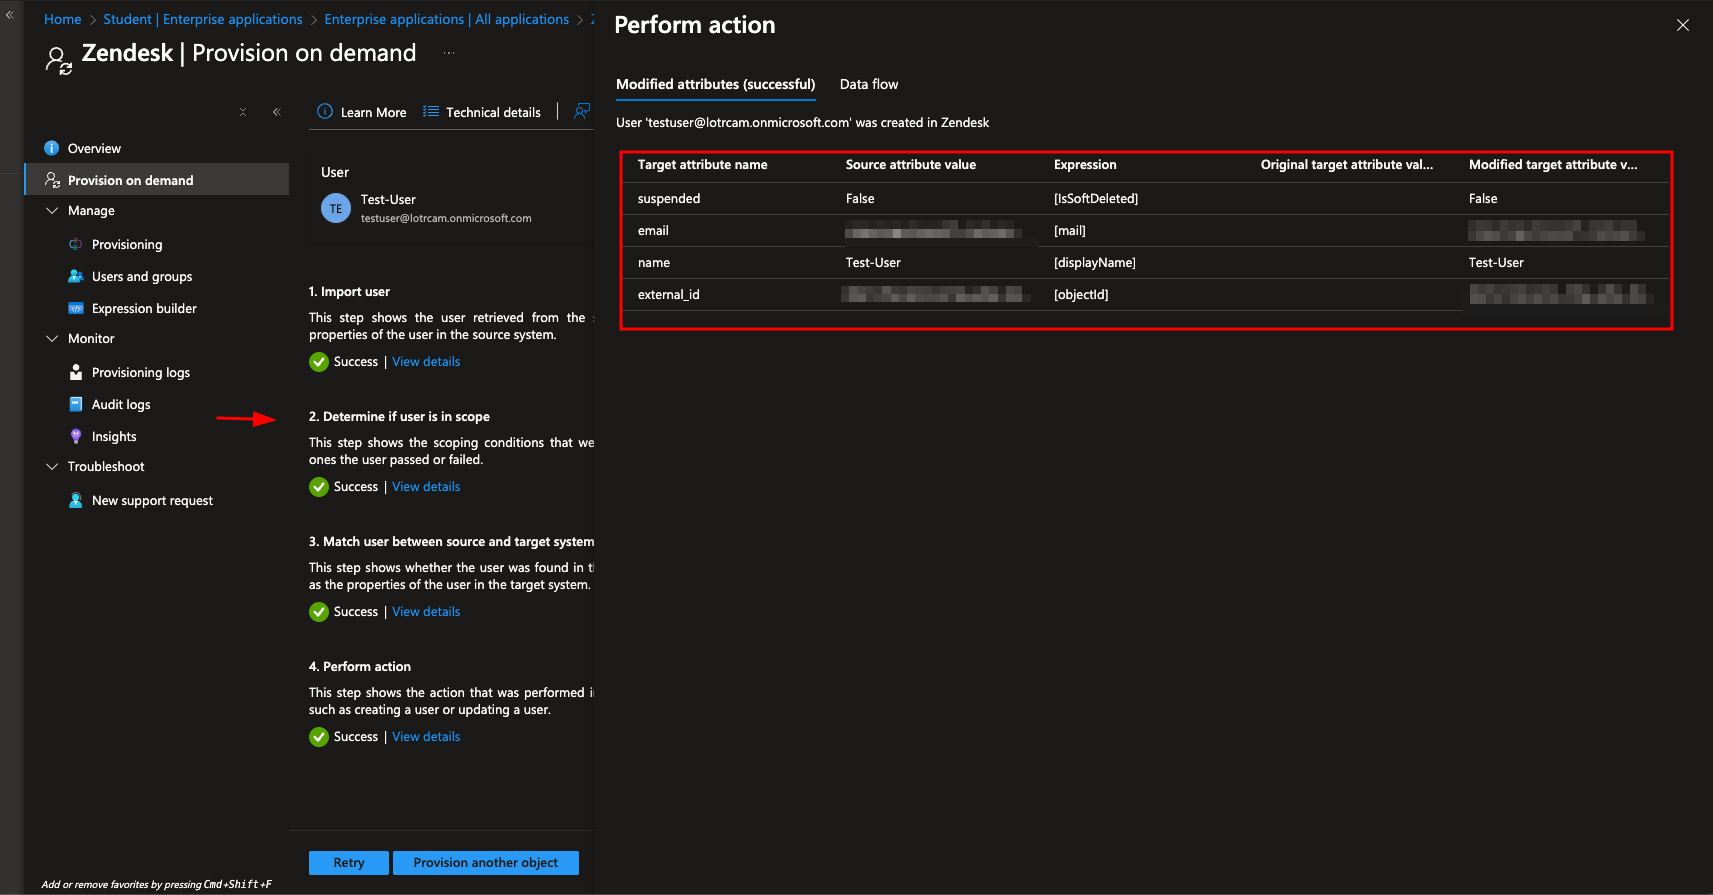 Home > Student | Enterprise applications > Enterprise applications | All applications >
Zendesk | Provision on demand ...
Learn More Technical details |
Overview
Provision on demand
Manage
Provisioning
Users and groups
Expression builder
Monitor
Provisioning logs
Audit logs
Insights
Troubleshoot
New support request
Add or remove favorites by pressing Cmd+Shift+F
User
TE
Test-User
testuser@lotrcam.onmicrosoft.com
1. Import user
This step shows the user retrieved from the
properties of the user in the source system.
Success | View details
2. Determine if user is in scope
This step shows the scoping conditions that we
ones the user passed or failed.
Success | View details
3. Match user between source and target system
This step shows whether the user was found in
as the properties of the user in the target system.
Success | View details
4. Perform action
This step shows the action that was performed
such as creating a user or updating a user.
Success | View details
Retry
Provision another object
Perform action
Modified attributes (successful) Data flow
User 'testuser@lotrcam.onmicrosoft.com' was created in Zendesk
Target attribute name Source attribute value Expression Original target attribute val... Modified target attribute v...
suspended False [IsSoftDeleted] False
email [mail]
name Test-User [displayName] Test-User
external_id [objectId]